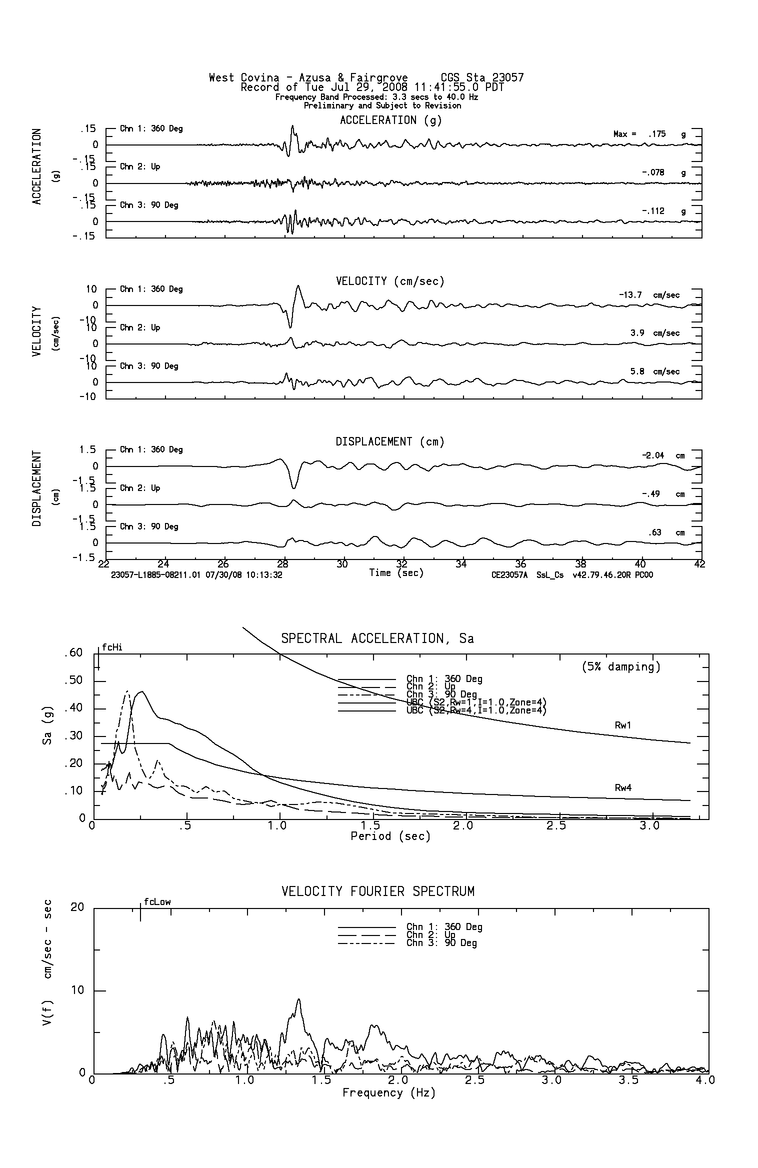 West Covina - Azusa & Fairgrove CGS Sta 23057
Record of Tue Jul 29, 2008 11:41:55.0 PDT
Frequency Band Processed: 3.3 secs to 40.0 Hz
Preliminary and Subject to Revision
ACCELERATION (g)
ACCELERATION
(g)
.15
0
-.15
Chn 1: 360 Deg
Max = .175 g
.15
0
-.15
Chn 2: Up
-.078 g
.15
0
-.15
Chn 3: 90 Deg
-.112 g
VELOCITY (cm/sec)
VELOCITY
(cm/sec)
10
0
-10
Chn 1: 360 Deg
-13.7 cm/sec
10
0
-10
Chn 2: Up
3.9 cm/sec
10
0
-10
Chn 3: 90 Deg
5.8 cm/sec
DISPLACEMENT (cm)
DISPLACEMENT
(cm)
1.5
0
-1.5
Chn 1: 360 Deg
-2.04 cm
1.5
0
-1.5
Chn 2: Up
-.49 cm
1.5
0
-1.5
Chn 3: 90 Deg
.63 cm
22 24 26 28 30 32 34 36 38 40 42
Time (sec)
23057-L1885-08211.01 07/30/08 10:13:32
CE23057A SsL_Cs v42.79.46.20R PC00
SPECTRAL ACCELERATION, Sa
fcHi
(5% damping)
Sa (g)
.60
.50
.40
.30
.20
.10
0
Chn 1: 360 Deg
Chn 2: Up
Chn 3: 90 Deg
UBC (S2,Rw=1,I=1.0,Zone=4)
UBC (S2,Rw=4,I=1.0,Zone=4)
Rw1
Rw4
0 .5 1.0 1.5 2.0 2.5 3.0
Period (sec)
VELOCITY FOURIER SPECTRUM
fcLow
V(f) cm/sec - sec
20
10
0
Chn 1: 360 Deg
Chn 2: Up
Chn 3: 90 Deg
0 .5 1.0 1.5 2.0 2.5 3.0 3.5 4.0
Frequency (Hz)